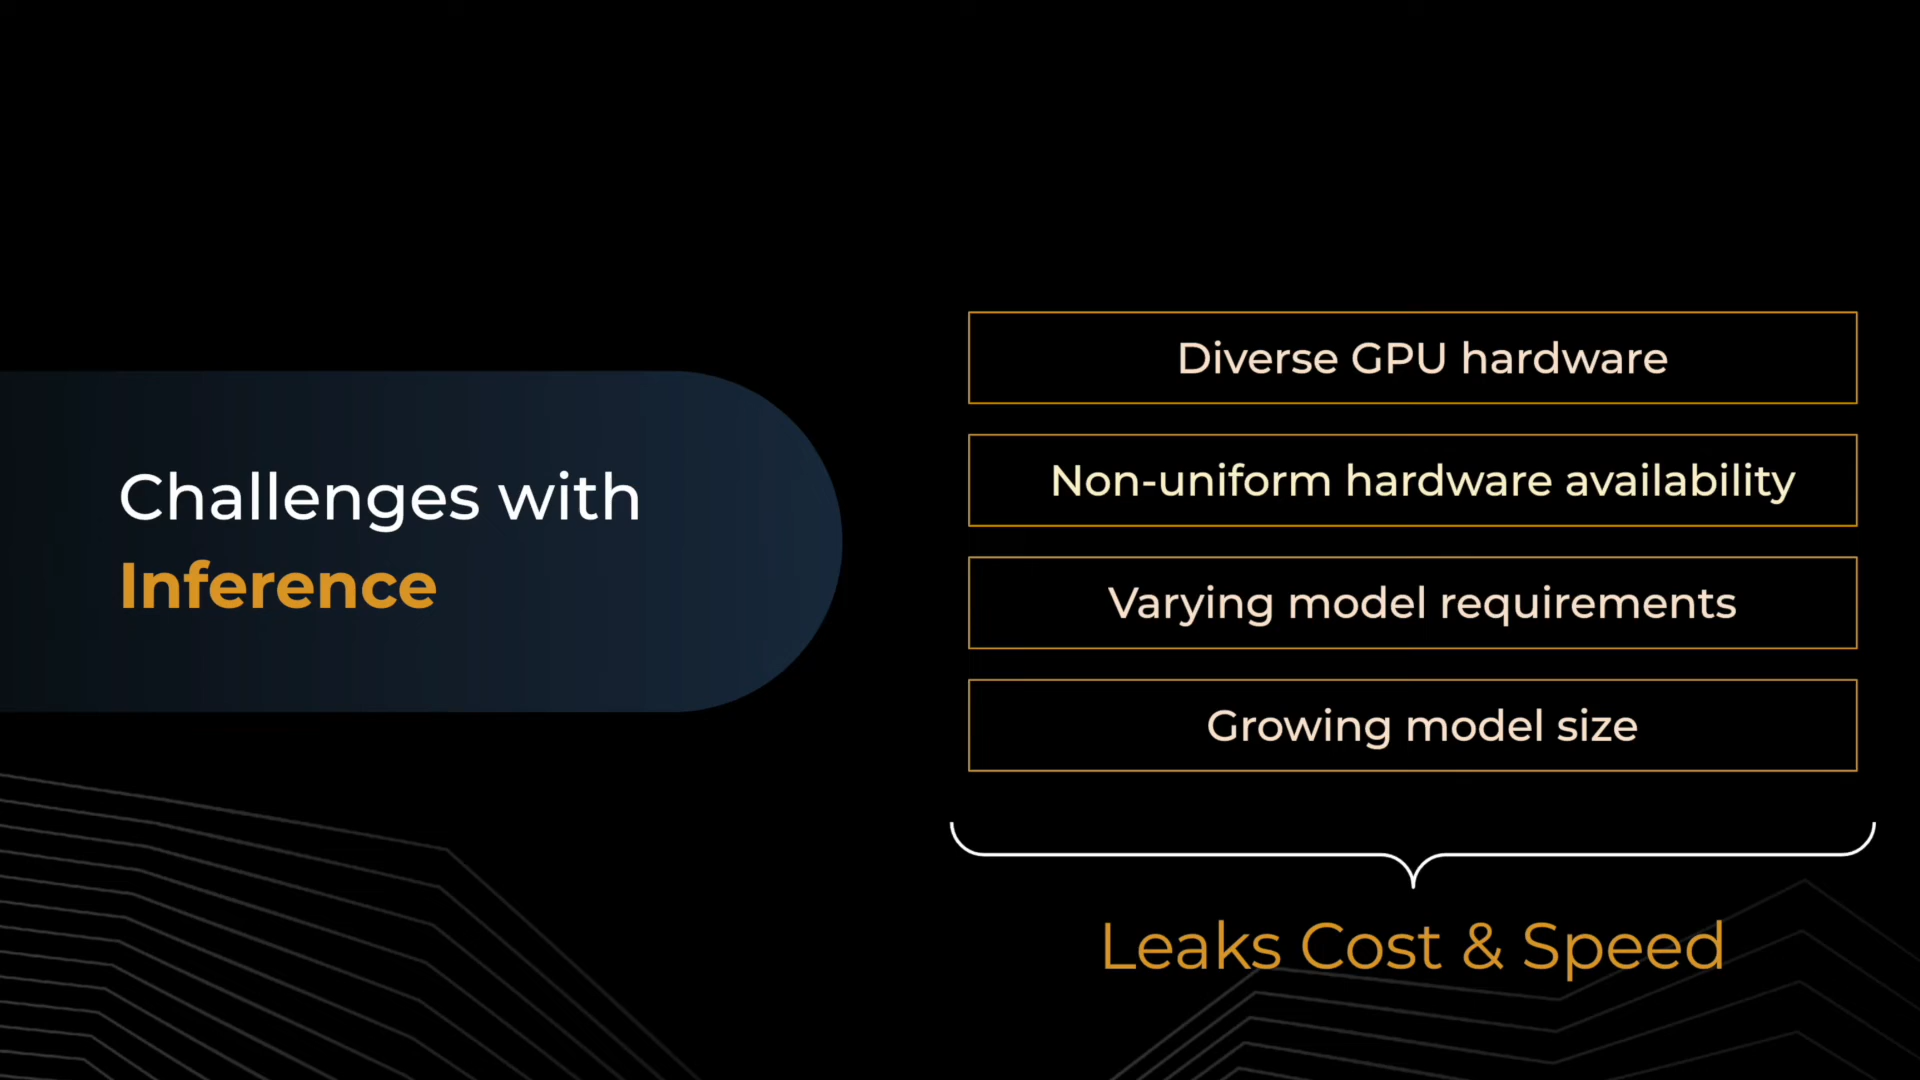 Challenges with
Inference
Diverse GPU hardware
Non-uniform hardware availability
Varying model requirements
Growing model size
Leaks Cost & Speed